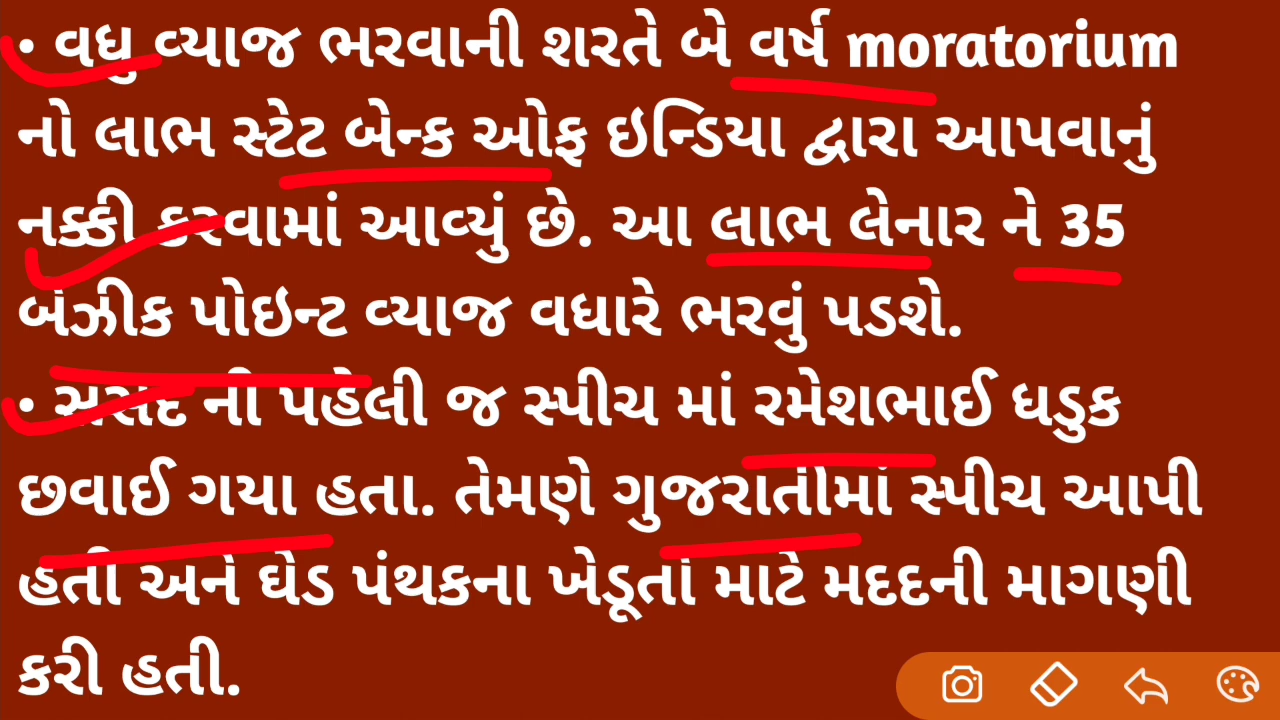 • વધુ વ્યાજ ભરવાની શરતે બે વર્ષ moratorium
નો લાભ સ્ટેટ બેન્ક ઓફ ઇન્ડિયા દ્વારા આપવાનું
નક્કી કરવામાં આવ્યું છે. આ લાભ લેનાર ને 35
બેઝીક પોઇન્ટ વ્યાજ વધારે ભરવું પડશે.
• સંસદ ની પહેલી જ સ્પીચ માં રમેશભાઈ ધડુક
છવાઈ ગયા હતા. તેમણે ગુજરાતીમાં સ્પીચ આપી
હતી અને ઘેડ પંથકના ખેડૂતો માટે મદદની માગણી
કરી હતી.